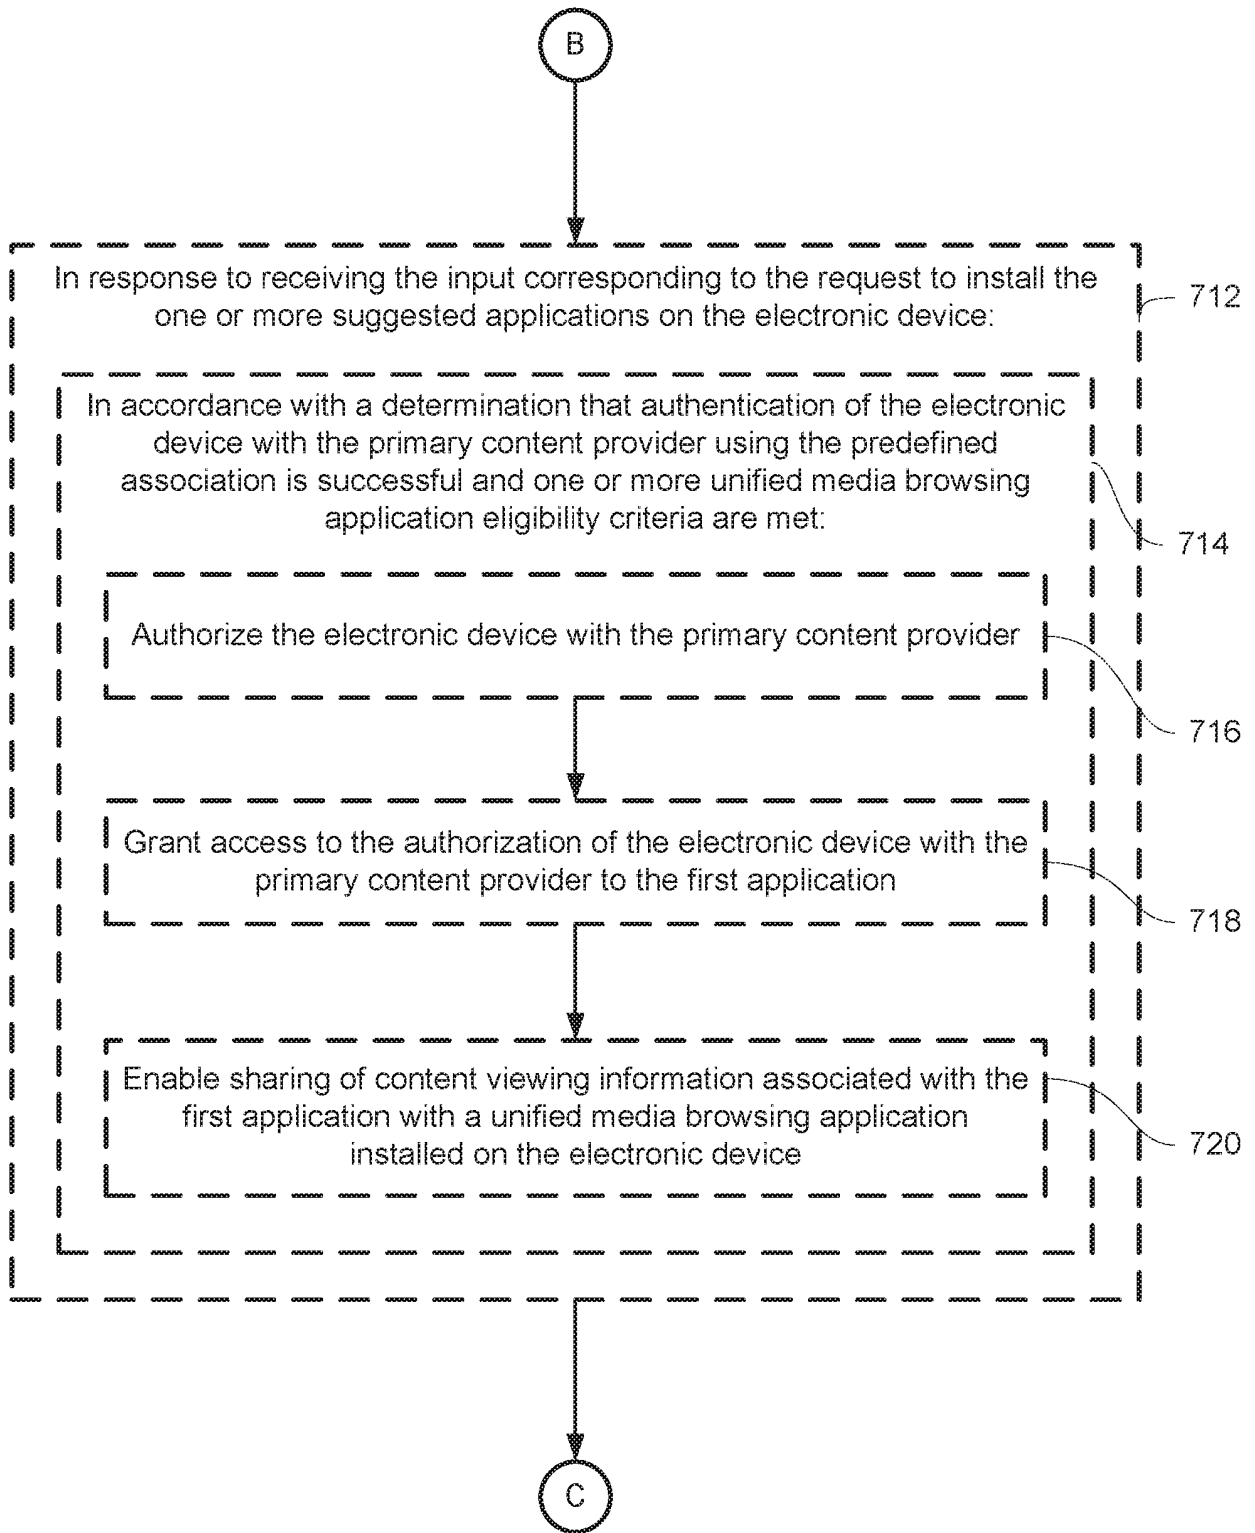 B
In response to receiving the input corresponding to the request to install the
one or more suggested applications on the electronic device:
712
In accordance with a determination that authentication of the electronic
device with the primary content provider using the predefined
association is successful and one or more unified media browsing
application eligibility criteria are met:
714
Authorize the electronic device with the primary content provider
716
Grant access to the authorization of the electronic device with the
primary content provider to the first application
718
Enable sharing of content viewing information associated with the
first application with a unified media browsing application
installed on the electronic device
720
C